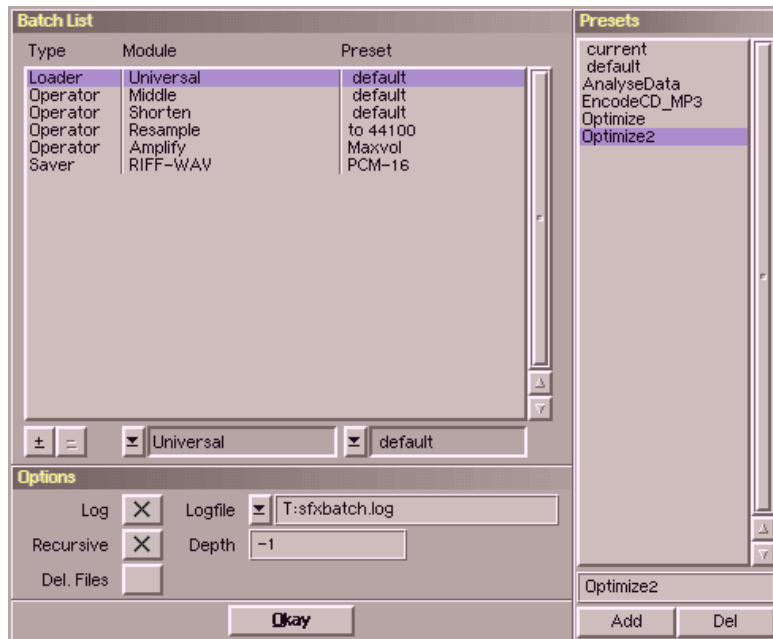 Batch List
Type Module Preset
Loader Universal default
Operator Middle default
Operator Shorten default
Operator Resample to 44100
Operator Amplify Maxvol
Saver RIFF-WAV PCM-16
± = Universal default
Options
Log X Logfile T:sfxbatch.log
Recursive X Depth -1
Del. Files
Okay
Presets
current
default
AnalyseData
EncodeCD_MP3
Optimize
Optimize2
Optimize2
Add Del